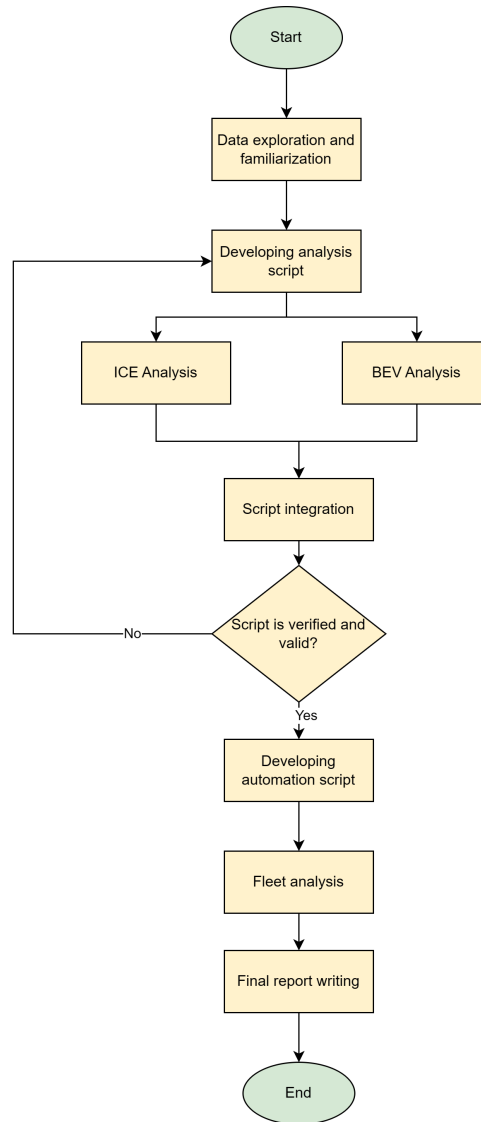 Start
Data exploration and
familiarization
Developing analysis
script
ICE Analysis
BEV Analysis
Script integration
Script is verified and
valid?
No
Yes
Developing
automation script
Fleet analysis
Final report writing
End